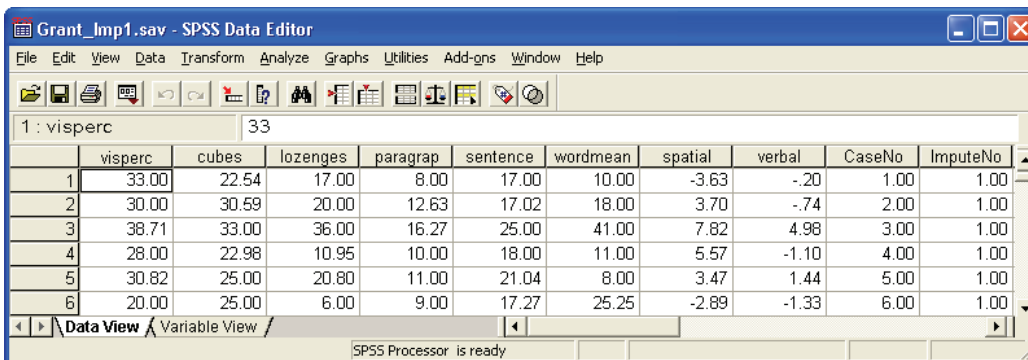 Grant_Imp1.sav - SPSS Data Editor
File Edit View Data Transform Analyze Graphs Utilities Add-ons Window Help
1 : visperc 33
visperc cubes lozenges paragrap sentence wordmean spatial verbal CaseNo ImputeNo
1 33.00 22.54 17.00 8.00 17.00 10.00 -3.63 -.20 1.00 1.00
2 30.00 30.59 20.00 12.63 17.02 18.00 3.70 -.74 2.00 1.00
3 38.71 33.00 36.00 16.27 25.00 41.00 7.82 4.98 3.00 1.00
4 28.00 22.98 10.95 10.00 18.00 11.00 5.57 -1.10 4.00 1.00
5 30.82 25.00 20.80 11.00 21.04 8.00 3.47 1.44 5.00 1.00
6 20.00 25.00 6.00 9.00 17.27 25.25 -2.89 -1.33 6.00 1.00
Data View Variable View
SPSS Processor is ready